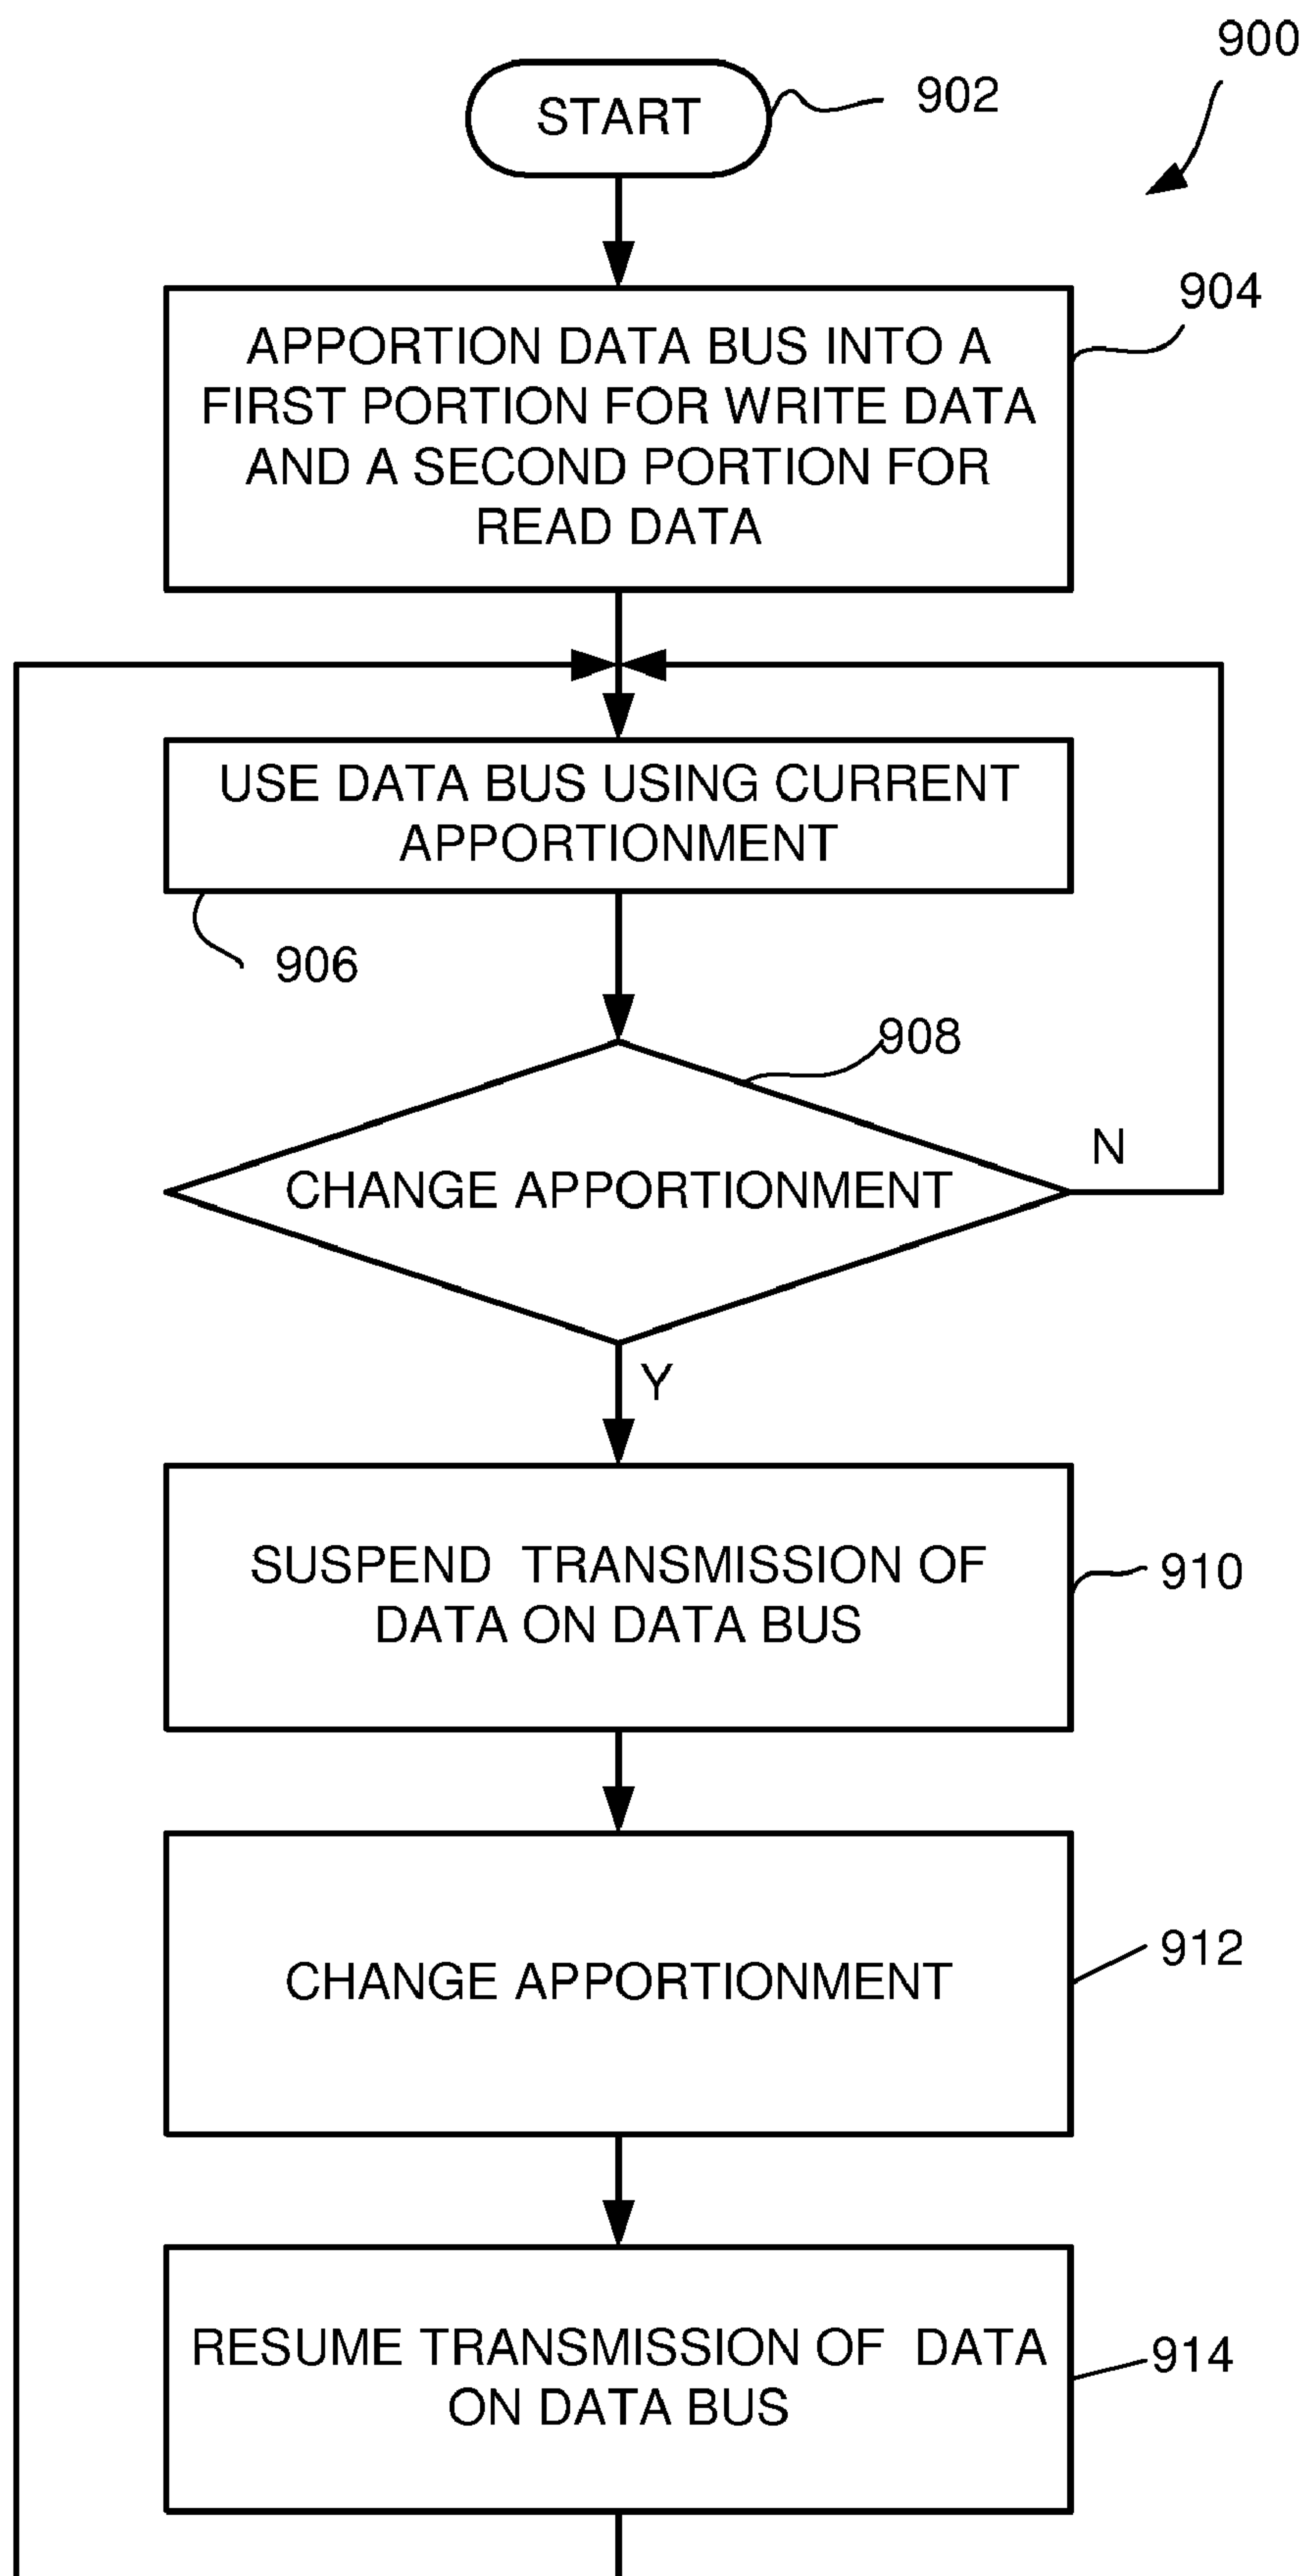 900
START
902
904
APPORTION DATA BUS INTO A
FIRST PORTION FOR WRITE DATA
AND A SECOND PORTION FOR
READ DATA
USE DATA BUS USING CURRENT
APPORTIONMENT
906
908
CHANGE APPORTIONMENT
N
Y
SUSPEND TRANSMISSION OF
DATA ON DATA BUS
910
CHANGE APPORTIONMENT
912
RESUME TRANSMISSION OF DATA
ON DATA BUS
914